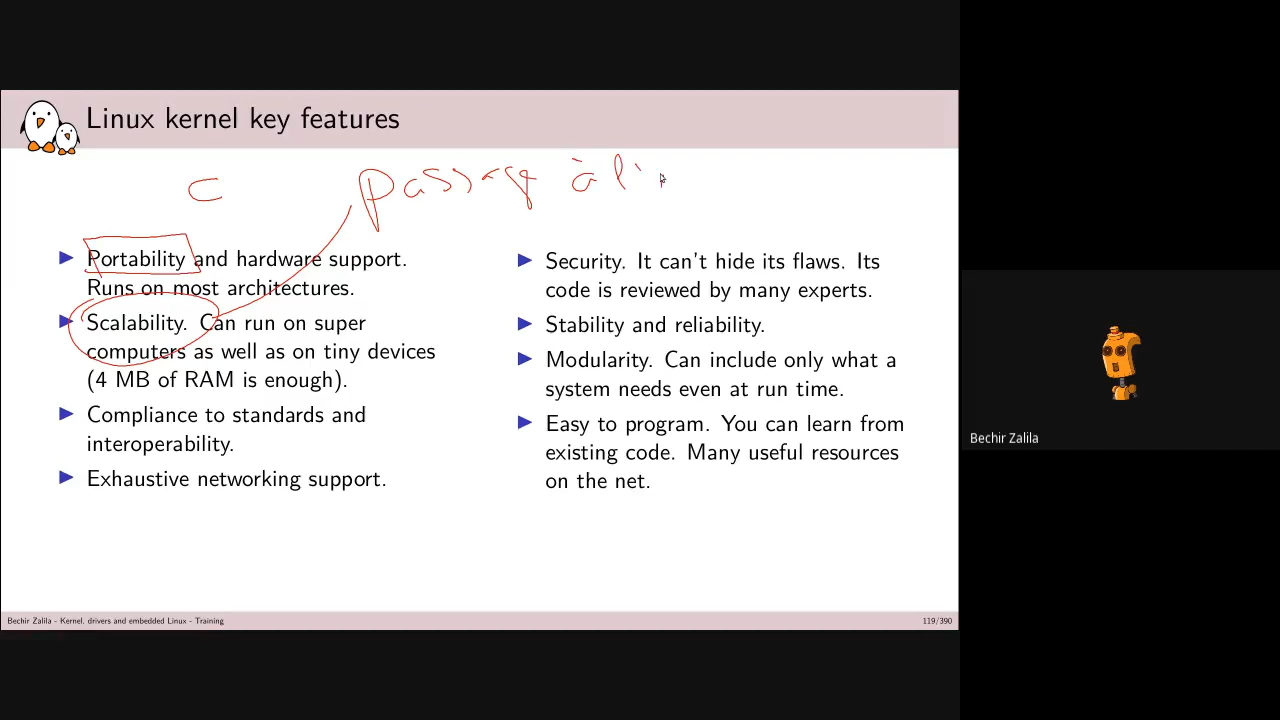 Linux kernel key features
C passage à l'
Portability and hardware support.
Runs on most architectures.
Scalability. Can run on super
computers as well as on tiny devices
(4 MB of RAM is enough).
Compliance to standards and
interoperability.
Exhaustive networking support.
Security. It can't hide its flaws. Its
code is reviewed by many experts.
Stability and reliability.
Modularity. Can include only what a
system needs even at run time.
Easy to program. You can learn from
existing code. Many useful resources
on the net.
Bechir Zalila - Kernel, drivers and embedded Linux - Training
119/390
Bechir Zalila